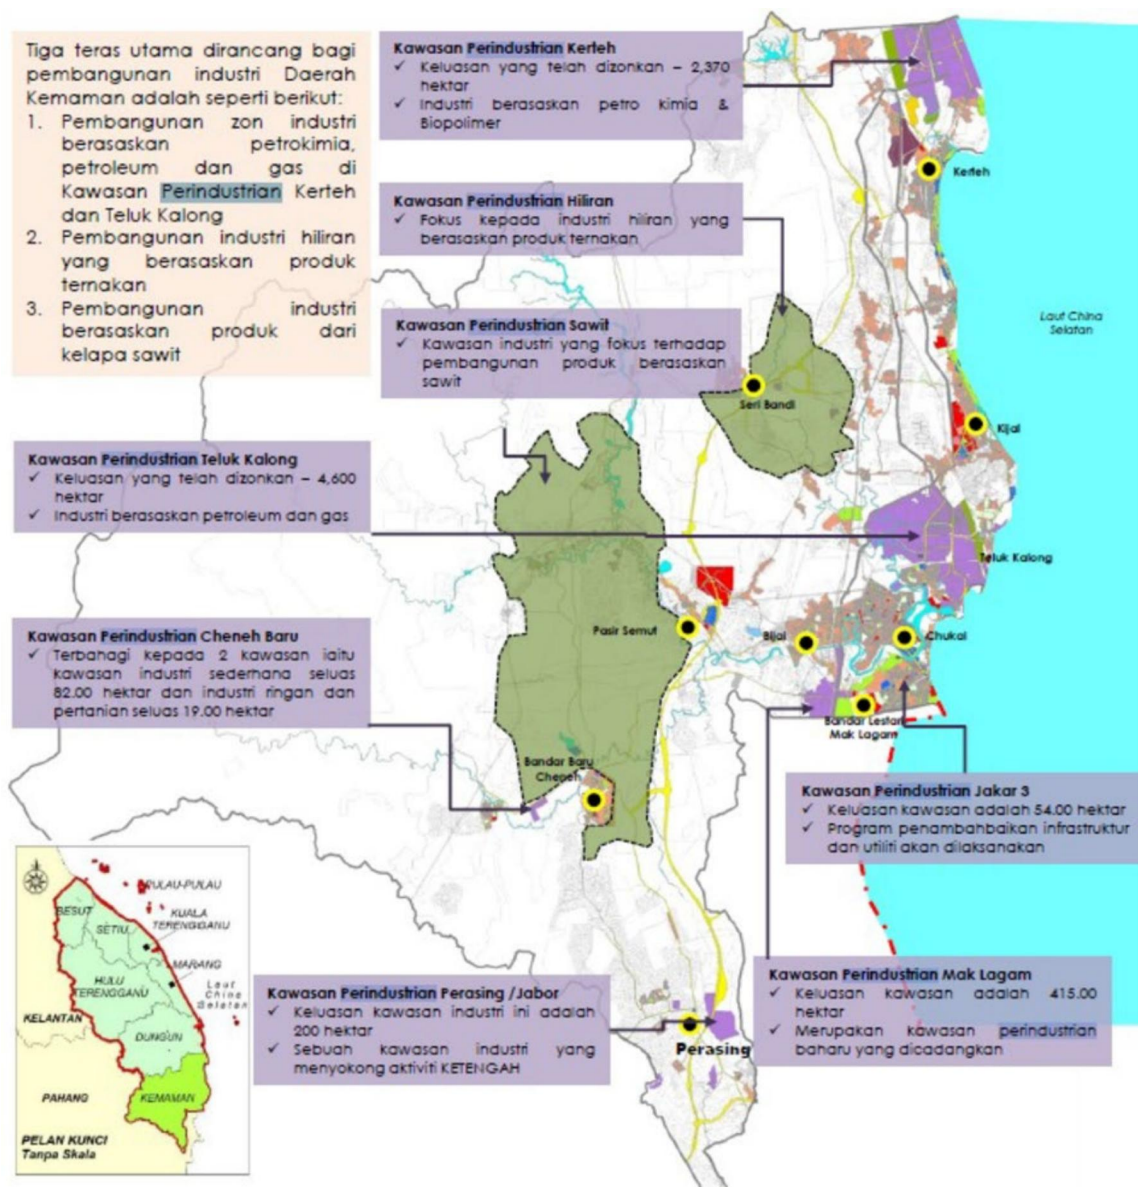 Tiga teras utama dirancang bagi
pembangunan industri Daerah
Kemaman adalah seperti berikut:
1. Pembangunan zon industri
berasaskan petrokimia,
petroleum dan gas di
Kawasan Perindustrian Kerteh
dan Teluk Kalong
2. Pembangunan industri hiliran
yang berasaskan produk
ternakan
3. Pembangunan industri
berasaskan produk dari
kelapa sawit
Kawasan Perindustrian Kerteh
✓ Keluasan yang telah dizonkan – 2,370
hektar
✓ Industri berasaskan petro kimia &
Biopolimer
Kawasan Perindustrian Hiliran
✓ Fokus kepada industri hiliran yang
berasaskan produk ternakan
Kawasan Perindustrian Sawit
✓ Kawasan industri yang fokus terhadap
pembangunan produk berasaskan
sawit
Kawasan Perindustrian Teluk Kalong
✓ Keluasan yang telah dizonkan – 4,600
hektar
✓ Industri berasaskan petroleum dan gas
Kawasan Perindustrian Cheneh Baru
✓ Terbahagi kepada 2 kawasan iaitu
kawasan industri sederhana seluas
82.00 hektar dan industri ringan dan
pertanian seluas 19.00 hektar
Kerteh
Laut China
Selatan
Seri Bandi
Kijal
Teluk Kalong
Pasir Semut
Bijai
Chukai
Bandar Lestari
Mak Lagam
Bandar Baru
Cheneh
Kawasan Perindustrian Jakar 3
✓ Keluasan kawasan adalah 54.00 hektar
✓ Program penambahbaikan infrastruktur
dan utiliti akan dilaksanakan
Kawasan Perindustrian Mak Lagam
✓ Keluasan kawasan adalah 415.00
hektar
✓ Merupakan kawasan perindustrian
baharu yang dicadangkan
Kawasan Perindustrian Perasing /Jabor
✓ Keluasan kawasan industri ini adalah
200 hektar
✓ Sebuah kawasan industri yang
menyokong aktiviti KETENGAH
Perasing
PULAU-PULAU
BESUT
SETIU
KUALA
TERENGGANU
MARANG
HULU
TERENGGANU
Laut
China
Selatan
KELANTAN
DUNGUN
PAHANG
KEMAMAN
PELAN KUNCI
Tanpa Skala